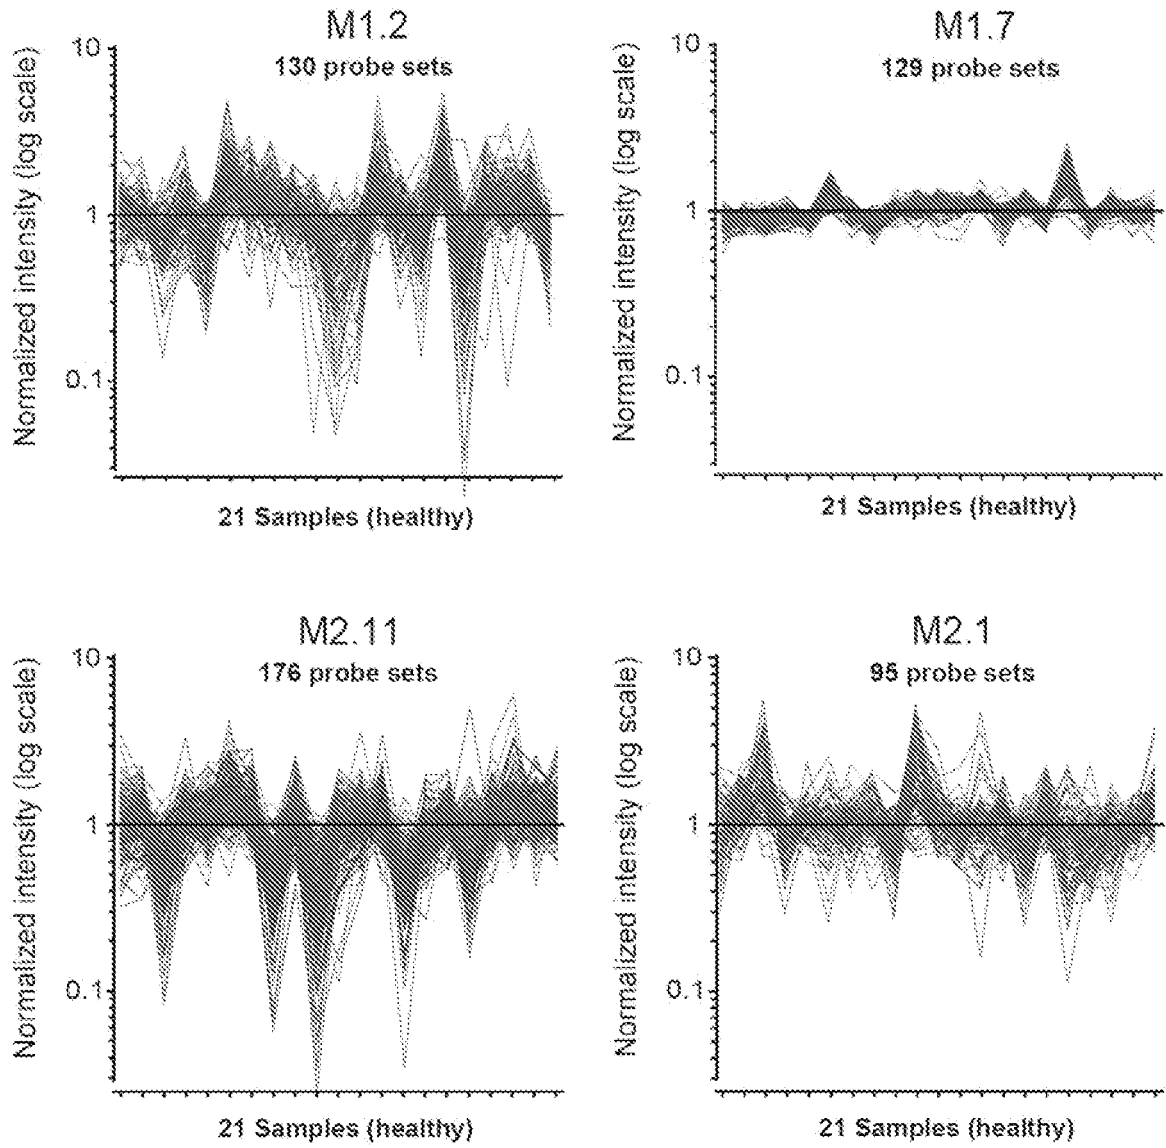 M1.2
130 probe sets
10
1
0.1
Normalized intensity (log scale)
21 Samples (healthy)
M1.7
129 probe sets
10
1
0.1
Normalized intensity (log scale)
21 Samples (healthy)
M2.11
176 probe sets
10
1
0.1
Normalized intensity (log scale)
21 Samples (healthy)
M2.1
95 probe sets
10
1
0.1
Normalized intensity (log scale)
21 Samples (healthy)